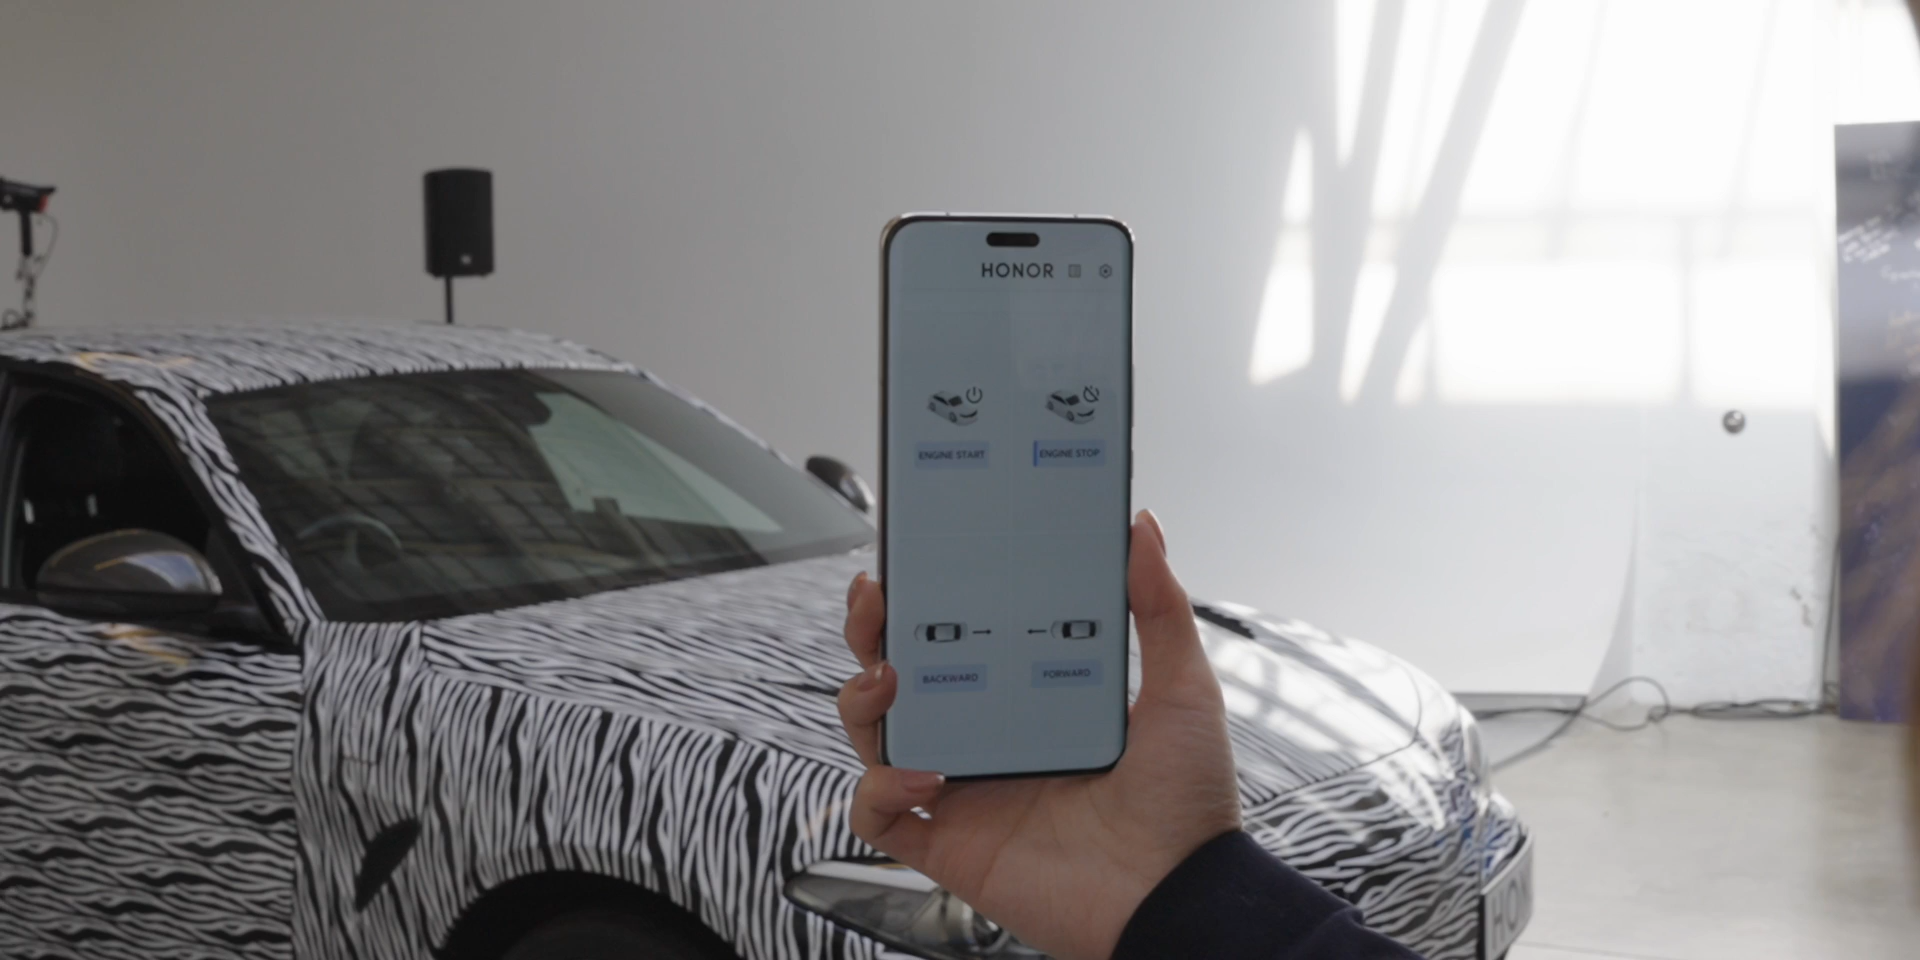 HONOR
ENGINE START
ENGINE STOP
BACKWARD
FORWARD